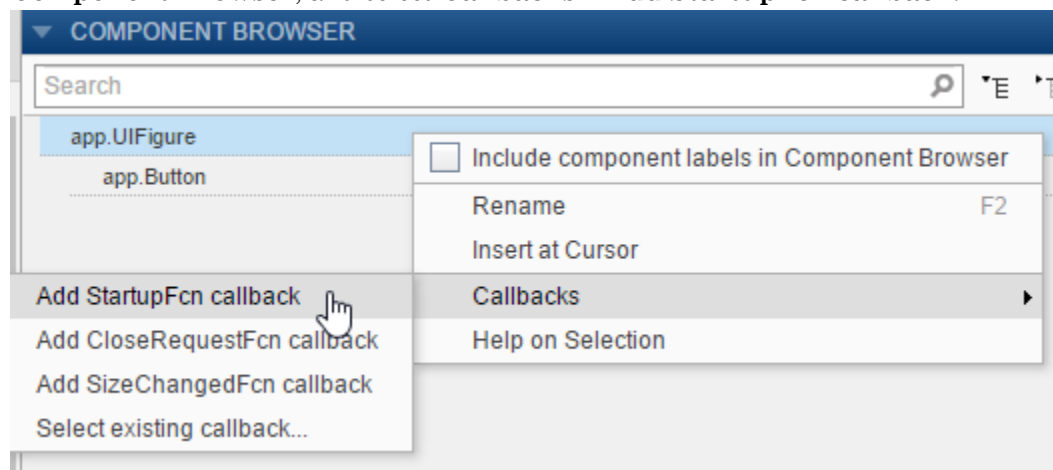 COMPONENT BROWSER
Search
app.UIFigure
Include component labels in Component Browser
app.Button
Rename F2
Insert at Cursor
Add StartupFcn callback
Callbacks
Add CloseRequestFcn callback
Help on Selection
Add SizeChangedFcn callback
Select existing callback...